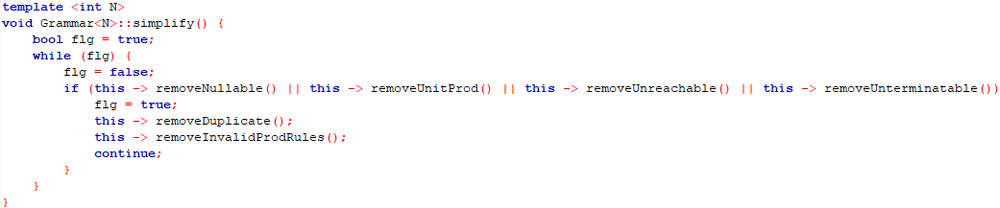 template <int N>
void Grammar<N>::simplify() {
    bool flg = true;
    while (flg) {
        flg = false;
        if (this -> removeNullable() || this -> removeUnitProd() || this -> removeUnreachable() || this -> removeUnterminatable())
            flg = true;
            this -> removeDuplicate();
            this -> removeInvalidProdRules();
            continue;
        }
    }
}